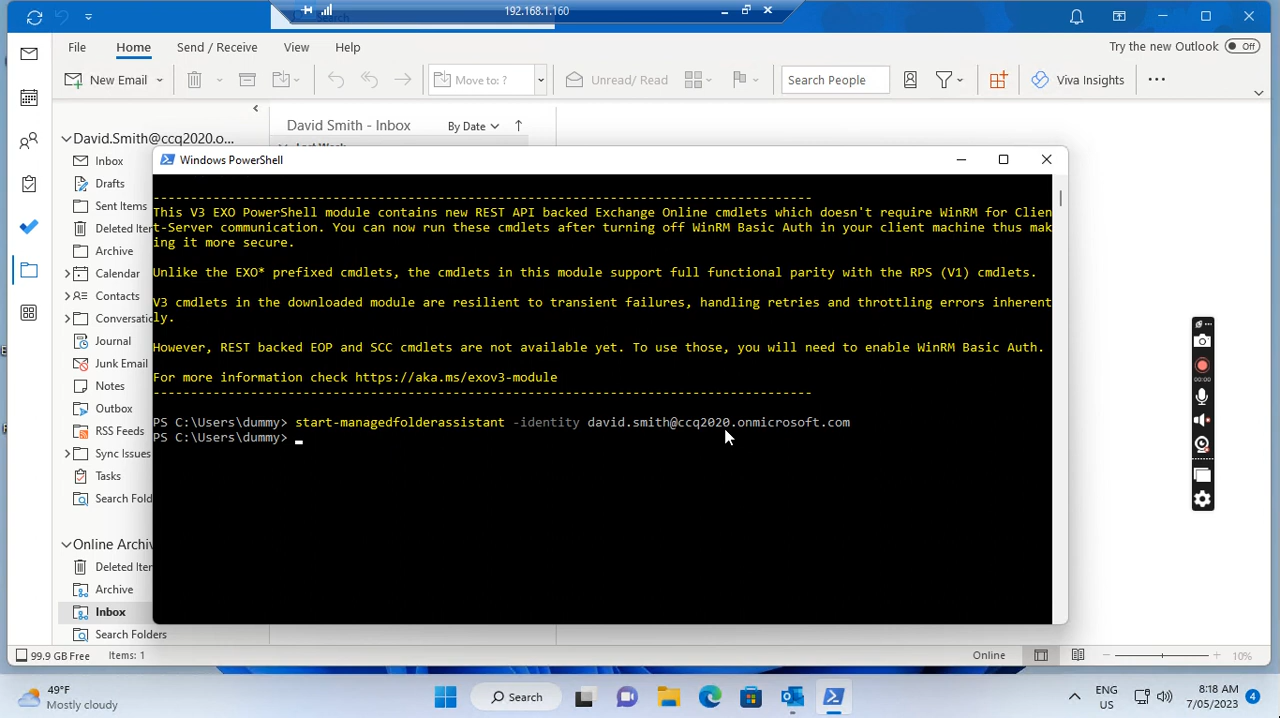 192.168.1.160
File Home Send / Receive View Help
Try the new Outlook Off
New Email
Move to: ?
Unread/ Read
Search People
Viva Insights
David.Smith@ccq2020.o...
Inbox
Drafts
Sent Items
Deleted Iten
Archive
Calendar
Contacts
Conversatio
Journal
Junk Email
Notes
Outbox
RSS Feeds
Sync Issues
Tasks
Search Fold
Online Archiv
Deleted Iten
Archive
Inbox
Search Folders
David Smith - Inbox By Date
Windows PowerShell
----------------------------------------------------------------------------------------
This V3 EXO PowerShell module contains new REST API backed Exchange Online cmdlets which doesn't require WinRM for Clien
t-Server communication. You can now run these cmdlets after turning off WinRM Basic Auth in your client machine thus mak
ing it more secure.
Unlike the EXO* prefixed cmdlets, the cmdlets in this module support full functional parity with the RPS (V1) cmdlets.
V3 cmdlets in the downloaded module are resilient to transient failures, handling retries and throttling errors inherent
ly.
However, REST backed EOP and SCC cmdlets are not available yet. To use those, you will need to enable WinRM Basic Auth.
For more information check https://aka.ms/exov3-module
----------------------------------------------------------------------------------------
PS C:\Users\dummy> start-managedfolderassistant -identity david.smith@ccq2020.onmicrosoft.com
PS C:\Users\dummy>
00:00
99.9 GB Free Items: 1
Online
10%
49°F
Mostly cloudy
Search
ENG
US
8:18 AM
7/05/2023
4